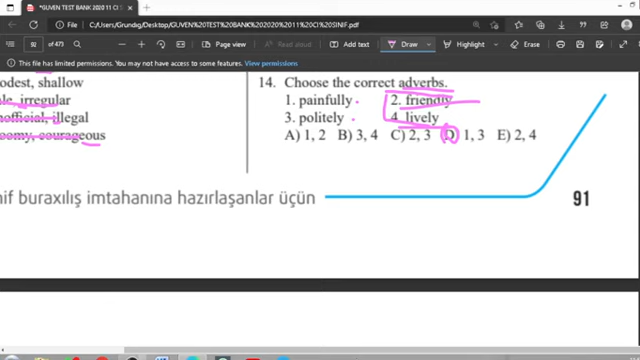 *GUVEN TEST BANK 2020 11 CI SINIF
File
C:/Users/Grundig/Desktop/GUVEN%20TEST%20BANK%202020%2011%20CI%20SINIF.pdf
92 of 473
Page view
Read aloud
Add text
Draw
Highlight
Erase
This file has limited permissions. You may not have access to some features. View permissions
odest, shallow
ale, irregular
nofficial, illegal
oomy, courageous
14. Choose the correct adverbs.
1. painfully 2. friendly
3. politely 4. lively
A) 1, 2 B) 3, 4 C) 2, 3 D) 1, 3 E) 2, 4
nif buraxılış imtahanına hazırlaşanlar üçün
91